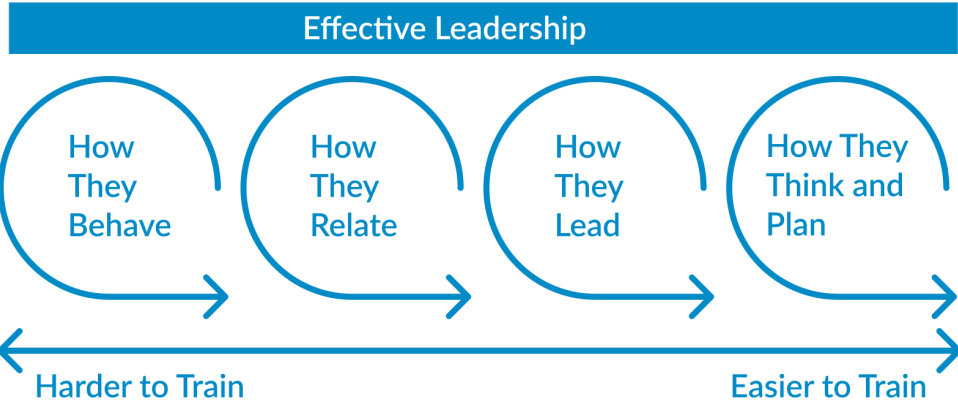 Effective Leadership
How
They
Behave
How
They
Relate
How
They
Lead
How They
Think and
Plan
Harder to Train
Easier to Train